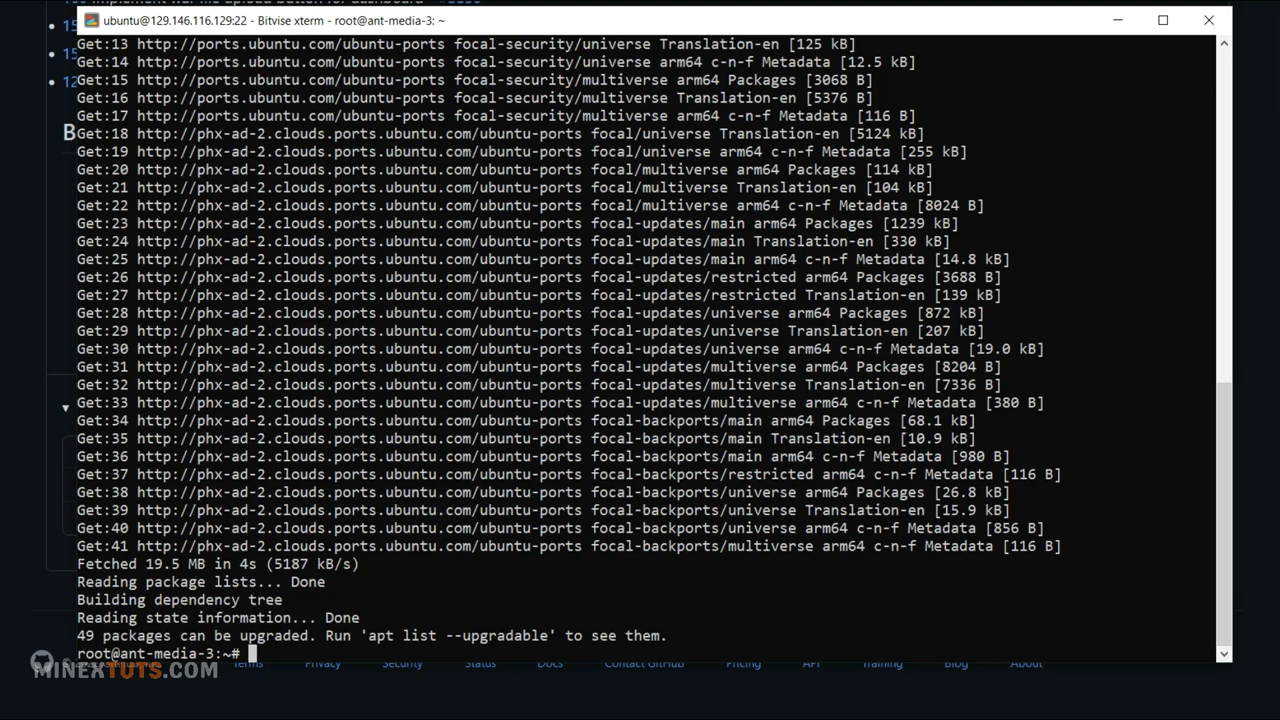 ubuntu@129.146.116.129:22 - Bitvise xterm - root@ant-media-3: ~
15
15
12
B
Get:13 http://ports.ubuntu.com/ubuntu-ports focal-security/universe Translation-en [125 kB]
Get:14 http://ports.ubuntu.com/ubuntu-ports focal-security/universe arm64 c-n-f Metadata [12.5 kB]
Get:15 http://ports.ubuntu.com/ubuntu-ports focal-security/multiverse arm64 Packages [3068 B]
Get:16 http://ports.ubuntu.com/ubuntu-ports focal-security/multiverse Translation-en [5376 B]
Get:17 http://ports.ubuntu.com/ubuntu-ports focal-security/multiverse arm64 c-n-f Metadata [116 B]
Get:18 http://phx-ad-2.clouds.ports.ubuntu.com/ubuntu-ports focal/universe Translation-en [5124 kB]
Get:19 http://phx-ad-2.clouds.ports.ubuntu.com/ubuntu-ports focal/universe arm64 c-n-f Metadata [255 kB]
Get:20 http://phx-ad-2.clouds.ports.ubuntu.com/ubuntu-ports focal/multiverse arm64 Packages [114 kB]
Get:21 http://phx-ad-2.clouds.ports.ubuntu.com/ubuntu-ports focal/multiverse Translation-en [104 kB]
Get:22 http://phx-ad-2.clouds.ports.ubuntu.com/ubuntu-ports focal/multiverse arm64 c-n-f Metadata [8024 B]
Get:23 http://phx-ad-2.clouds.ports.ubuntu.com/ubuntu-ports focal-updates/main arm64 Packages [1239 kB]
Get:24 http://phx-ad-2.clouds.ports.ubuntu.com/ubuntu-ports focal-updates/main Translation-en [330 kB]
Get:25 http://phx-ad-2.clouds.ports.ubuntu.com/ubuntu-ports focal-updates/main arm64 c-n-f Metadata [14.8 kB]
Get:26 http://phx-ad-2.clouds.ports.ubuntu.com/ubuntu-ports focal-updates/restricted arm64 Packages [3688 B]
Get:27 http://phx-ad-2.clouds.ports.ubuntu.com/ubuntu-ports focal-updates/restricted Translation-en [139 kB]
Get:28 http://phx-ad-2.clouds.ports.ubuntu.com/ubuntu-ports focal-updates/universe arm64 Packages [872 kB]
Get:29 http://phx-ad-2.clouds.ports.ubuntu.com/ubuntu-ports focal-updates/universe Translation-en [207 kB]
Get:30 http://phx-ad-2.clouds.ports.ubuntu.com/ubuntu-ports focal-updates/universe arm64 c-n-f Metadata [19.0 kB]
Get:31 http://phx-ad-2.clouds.ports.ubuntu.com/ubuntu-ports focal-updates/multiverse arm64 Packages [8204 B]
Get:32 http://phx-ad-2.clouds.ports.ubuntu.com/ubuntu-ports focal-updates/multiverse Translation-en [7336 B]
Get:33 http://phx-ad-2.clouds.ports.ubuntu.com/ubuntu-ports focal-updates/multiverse arm64 c-n-f Metadata [380 B]
Get:34 http://phx-ad-2.clouds.ports.ubuntu.com/ubuntu-ports focal-backports/main arm64 Packages [68.1 kB]
Get:35 http://phx-ad-2.clouds.ports.ubuntu.com/ubuntu-ports focal-backports/main Translation-en [10.9 kB]
Get:36 http://phx-ad-2.clouds.ports.ubuntu.com/ubuntu-ports focal-backports/main arm64 c-n-f Metadata [980 B]
Get:37 http://phx-ad-2.clouds.ports.ubuntu.com/ubuntu-ports focal-backports/restricted arm64 c-n-f Metadata [116 B]
Get:38 http://phx-ad-2.clouds.ports.ubuntu.com/ubuntu-ports focal-backports/universe arm64 Packages [26.8 kB]
Get:39 http://phx-ad-2.clouds.ports.ubuntu.com/ubuntu-ports focal-backports/universe Translation-en [15.9 kB]
Get:40 http://phx-ad-2.clouds.ports.ubuntu.com/ubuntu-ports focal-backports/universe arm64 c-n-f Metadata [856 B]
Get:41 http://phx-ad-2.clouds.ports.ubuntu.com/ubuntu-ports focal-backports/multiverse arm64 c-n-f Metadata [116 B]
Fetched 19.5 MB in 4s (5187 kB/s)
Reading package lists... Done
Building dependency tree
Reading state information... Done
49 packages can be upgraded. Run 'apt list --upgradable' to see them.
root@ant-media-3:~#
Terms Privacy Security Status Docs Contact GitHub Pricing API Training Blog About
MINEXTUTS.COM